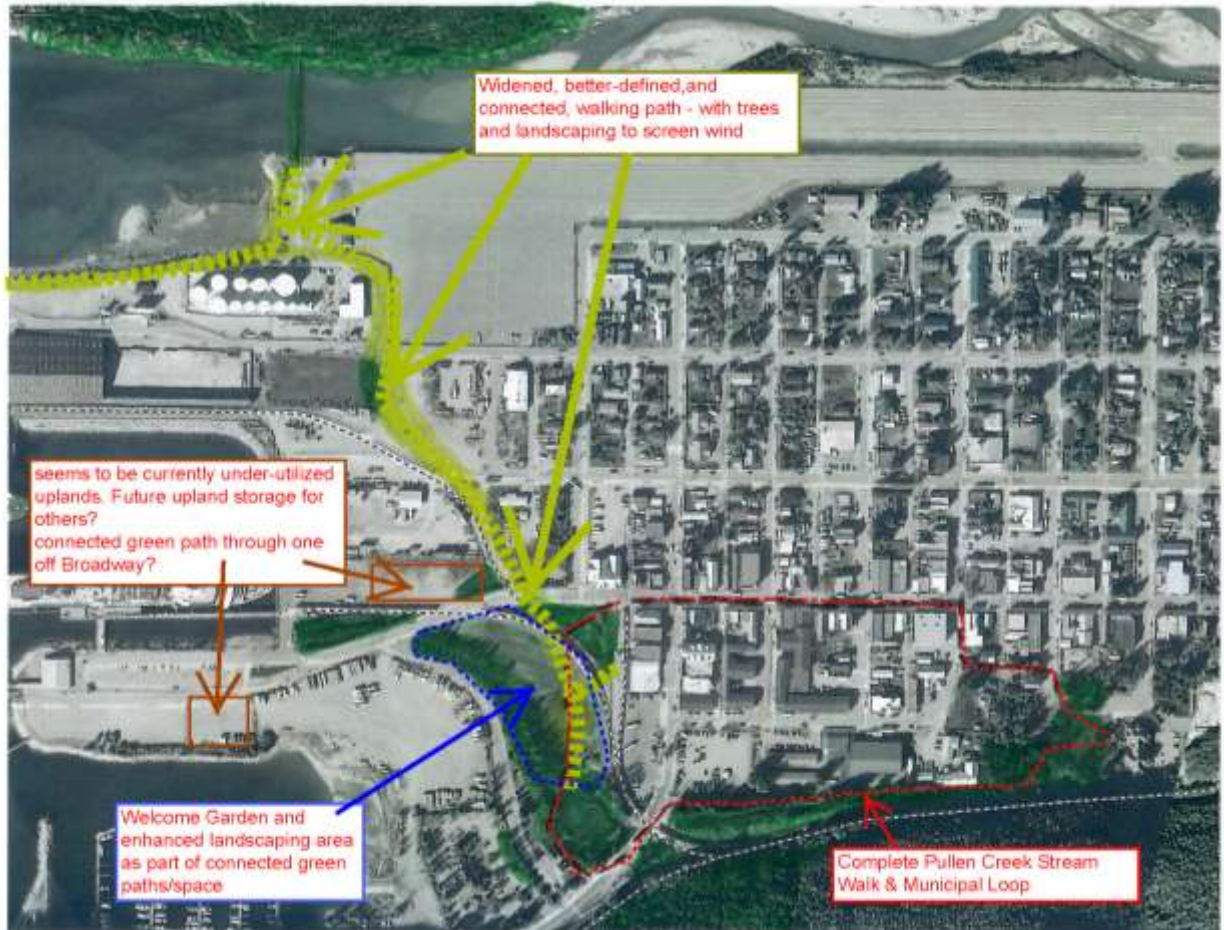 Widened, better-defined,and
connected, walking path - with trees
and landscaping to screen wind
seems to be currently under-utilized
uplands. Future upland storage for
others?
connected green path through one
off Broadway?
Welcome Garden and
enhanced landscaping area
as part of connected green
paths/space
Complete Pullen Creek Stream
Walk & Municipal Loop